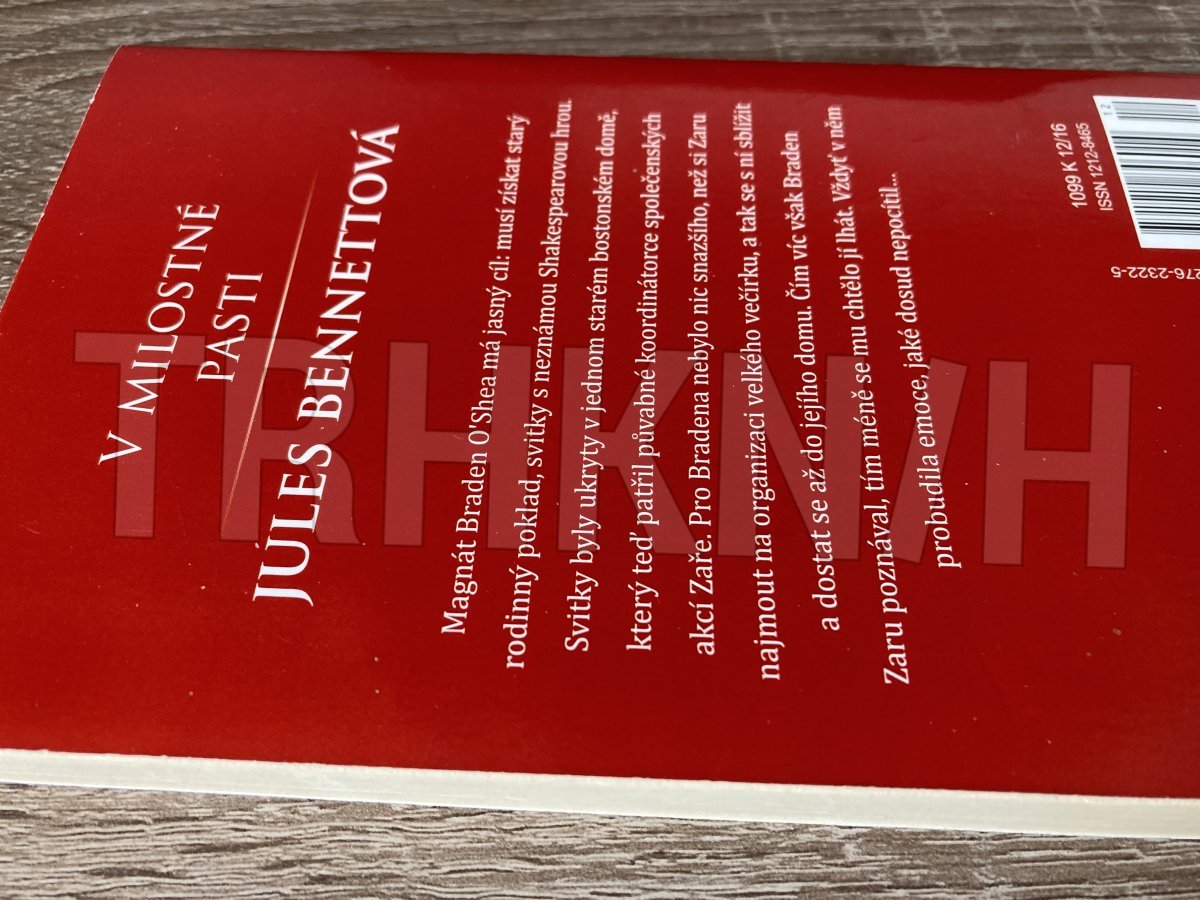 V MILOSTNÉ
PASTI
JULES BENNETTOVÁ
Magnát Braden O'Shea má jasný cíl: musí získat starý
rodinný poklad, svitky s neznámou Shakespearovou hrou.
Svitky byly ukryty v jednom starém bostonském domě,
který teď patřil půvabné koordinátorce společenských
akcí Zaře. Pro Bradena nebylo nic snazšího, než si Zaru
najmout na organizaci velkého večírku, a tak se s ní sblížit
a dostat se až do jejího domu. Čím víc však Braden
Zaru poznával, tím méně se mu chtělo jí lhát. Vždyť v něm
probudila emoce, jaké dosud nepocítil...
1099 K 12/16
ISSN 1212-8465
12
276-2322-5
TRHKNIH